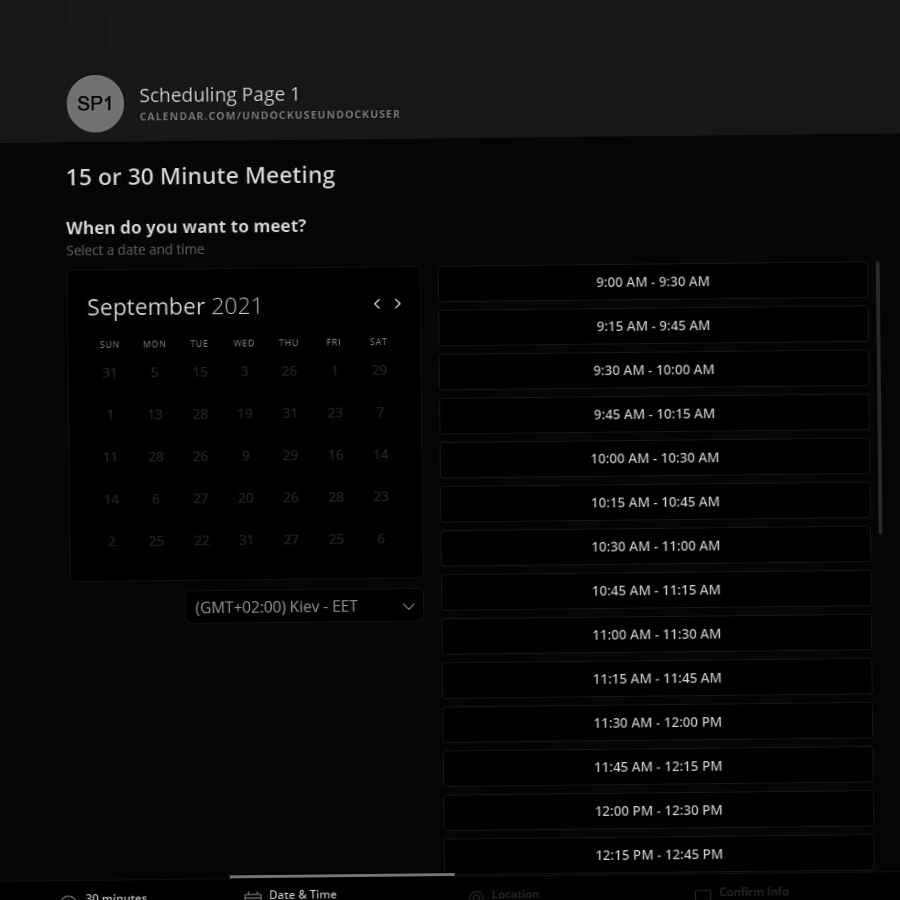 SP1
Scheduling Page 1
CALENDAR.COM/UNDOCKUSEUNDOCKUSER
15 or 30 Minute Meeting
When do you want to meet?
Select a date and time
September 2021
SUN MON TUE WED THU FRI SAT
31 5 15 3 26 1 29
1 13 28 19 31 23 7
11 28 26 9 29 16 14
14 6 27 20 26 28 23
2 25 22 31 27 25 6
(GMT+02:00) Kiev - EET
9:00 AM - 9:30 AM
9:15 AM - 9:45 AM
9:30 AM - 10:00 AM
9:45 AM - 10:15 AM
10:00 AM - 10:30 AM
10:15 AM - 10:45 AM
10:30 AM - 11:00 AM
10:45 AM - 11:15 AM
11:00 AM - 11:30 AM
11:15 AM - 11:45 AM
11:30 AM - 12:00 PM
11:45 AM - 12:15 PM
12:00 PM - 12:30 PM
12:15 PM - 12:45 PM
30 minutes
Date & Time
Location
Confirm Info